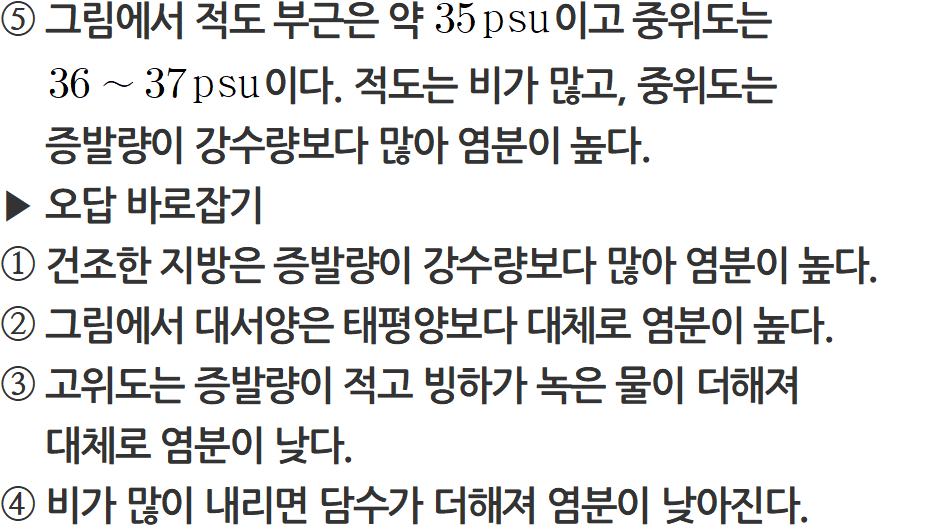 ⑤ 그림에서 적도 부근은 약 35psu이고 중위도는
36 ~ 37psu이다. 적도는 비가 많고, 중위도는
증발량이 강수량보다 많아 염분이 높다.
▶ 오답 바로잡기
① 건조한 지방은 증발량이 강수량보다 많아 염분이 높다.
② 그림에서 대서양은 태평양보다 대체로 염분이 높다.
③ 고위도는 증발량이 적고 빙하가 녹은 물이 더해져
대체로 염분이 낮다.
④ 비가 많이 내리면 담수가 더해져 염분이 낮아진다.